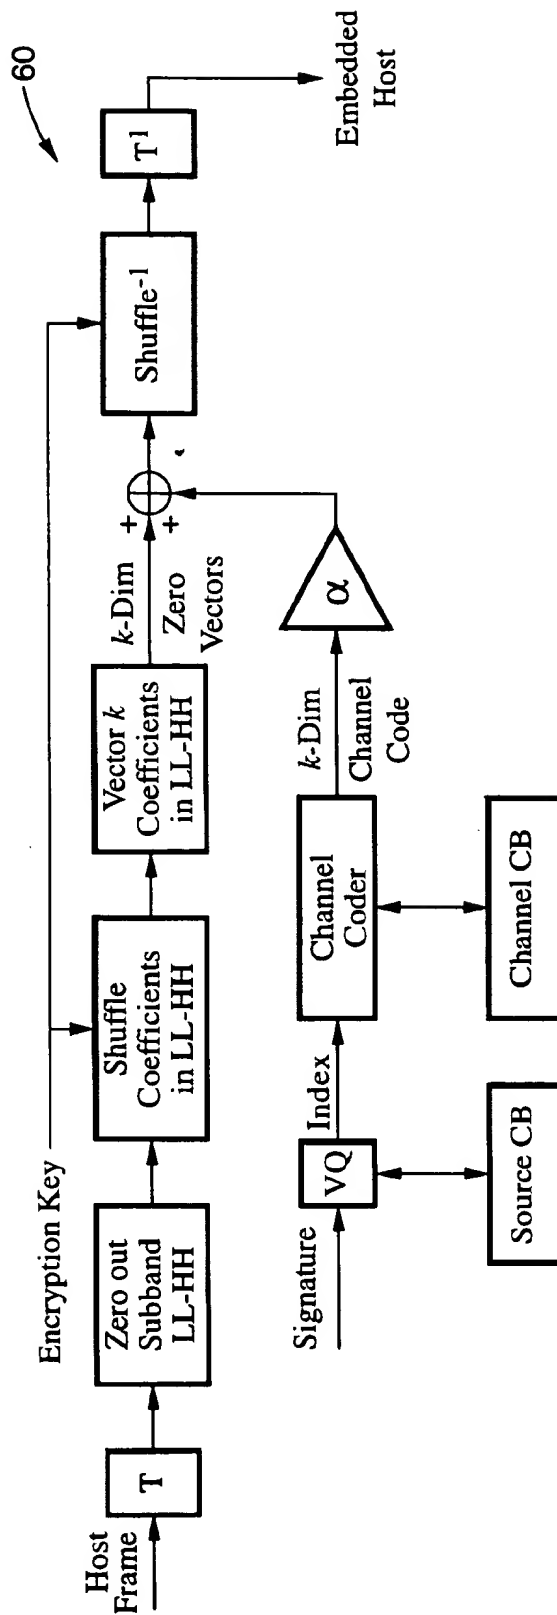 60
Encryption Key
Host
Frame
T
Zero out
Subband
LL-HH
Shuffle
Coefficients
in LL-HH
Vector k
Coefficients
in LL-HH
k-Dim
Zero
Vectors
+
+
Shuffle-1
T1
Embedded
Host
Signature
VQ
Index
Channel
Coder
k-Dim
Channel
Code
α
Source CB
Channel CB